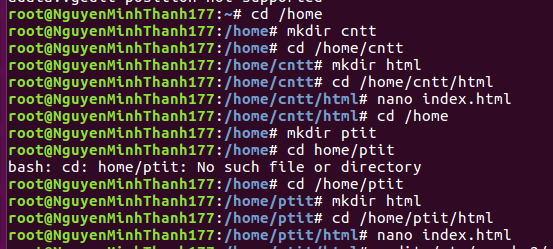 root@NguyenMinhThanh177:~# cd /home
root@NguyenMinhThanh177:/home# mkdir cntt
root@NguyenMinhThanh177:/home# cd /home/cntt
root@NguyenMinhThanh177:/home/cntt# mkdir html
root@NguyenMinhThanh177:/home/cntt# cd /home/cntt/html
root@NguyenMinhThanh177:/home/cntt/html# nano index.html
root@NguyenMinhThanh177:/home/cntt/html# cd /home
root@NguyenMinhThanh177:/home# mkdir ptit
root@NguyenMinhThanh177:/home# cd home/ptit
bash: cd: home/ptit: No such file or directory
root@NguyenMinhThanh177:/home# cd /home/ptit
root@NguyenMinhThanh177:/home/ptit# mkdir html
root@NguyenMinhThanh177:/home/ptit# cd /home/ptit/html
root@NguyenMinhThanh177:/home/ptit/html# nano index.html